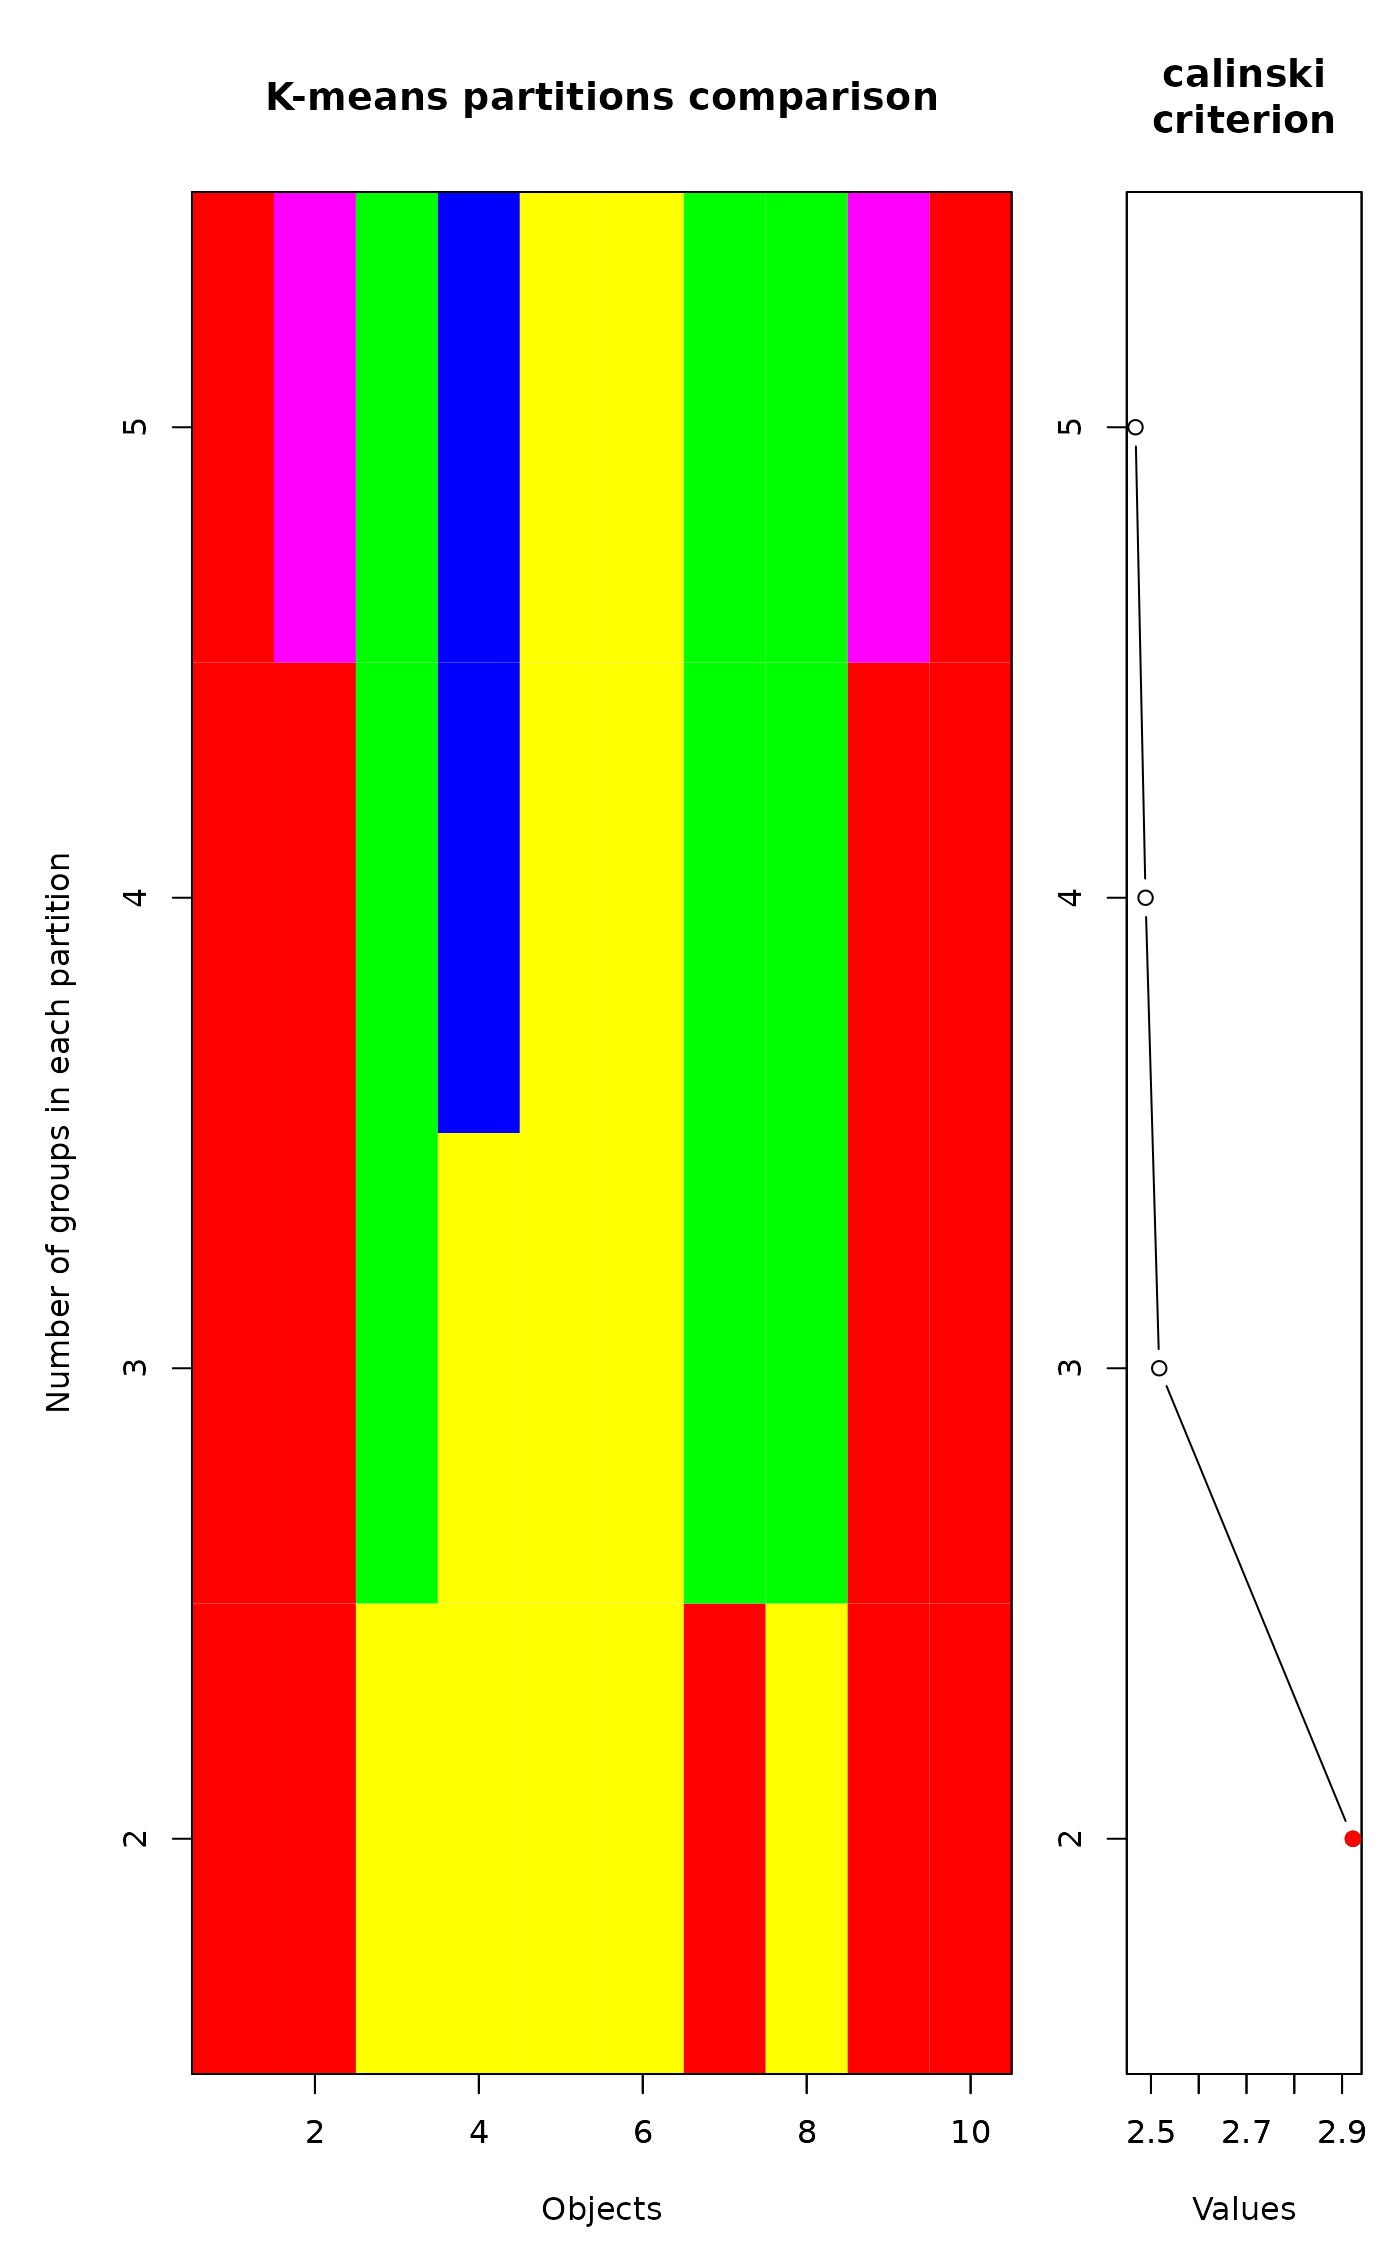 K-means partitions comparison
calinski
criterion
Number of groups in each partition
5
4
3
2
2 4 6 8 10
Objects
5
4
3
2
2.5 2.7 2.9
Values